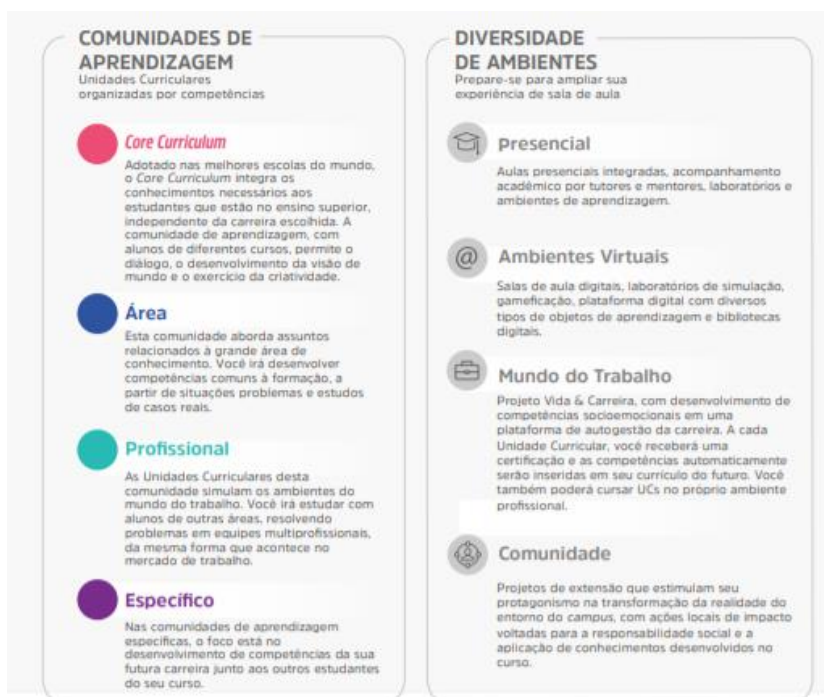 COMUNIDADES DE
APRENDIZAGEM
Unidades Curriculares
organizadas por competências
Core Curriculum
Adotado nas melhores escolas do mundo,
o Core Curriculum integra os
conhecimentos necessários aos
estudantes que estão no ensino superior,
independente da carreira escolhida. A
comunidade de aprendizagem, com
alunos de diferentes cursos, permite o
diálogo, o desenvolvimento da visão de
mundo e o exercício da criatividade.
Área
Esta comunidade aborda assuntos
relacionados à grande área de
conhecimento. Você irá desenvolver
competências comuns à formação, a
partir de situações problemas e estudos
de casos reais.
Profissional
As Unidades Curriculares desta
comunidade simulam os ambientes do
mundo do trabalho. Você irá estudar com
alunos de outras áreas, resolvendo
problemas em equipes multiprofissionais,
da mesma forma que acontece no
mercado de trabalho.
Específico
Nas comunidades de aprendizagem
específicas, o foco está no
desenvolvimento de competências da sua
futura carreira junto aos outros estudantes
do seu curso.
DIVERSIDADE
DE AMBIENTES
Prepare-se para ampliar sua
experiência de sala de aula
Presencial
Aulas presenciais integradas, acompanhamento
acadêmico por tutores e mentores, laboratórios e
ambientes de aprendizagem.
@ Ambientes Virtuais
Salas de aula digitais, laboratórios de simulação,
gameficação, plataforma digital com diversos
tipos de objetos de aprendizagem e bibliotecas
digitais.
Mundo do Trabalho
Projeto Vida & Carreira, com desenvolvimento de
competências socioemocionais em uma
plataforma de autogestão da carreira. A cada
Unidade Curricular, você receberá uma
certificação e as competências automaticamente
serão inseridas em seu currículo do futuro. Você
também poderá cursar UCs no próprio ambiente
profissional.
Comunidade
Projetos de extensão que estimulam seu
protagonismo na transformação da realidade do
entorno do campus, com ações locais de impacto
voltadas para a responsabilidade social e a
aplicação de conhecimentos desenvolvidos no
curso.